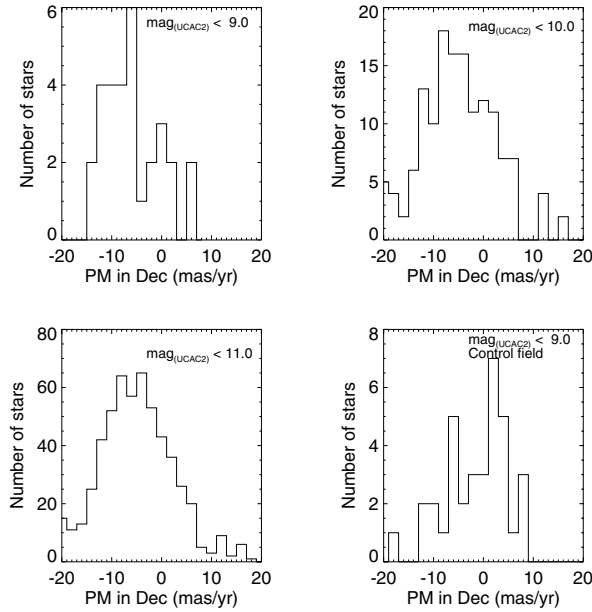 mag(UCAC2) < 9.0
Number of stars
6
4
2
0
-20 -10 0 10 20
PM in Dec (mas/yr)
mag(UCAC2) < 10.0
Number of stars
20
15
10
5
0
-20 -10 0 10 20
PM in Dec (mas/yr)
mag(UCAC2) < 11.0
Number of stars
80
60
40
20
0
-20 -10 0 10 20
PM in Dec (mas/yr)
mag(UCAC2) < 9.0
Control field
Number of stars
8
6
4
2
0
-20 -10 0 10 20
PM in Dec (mas/yr)